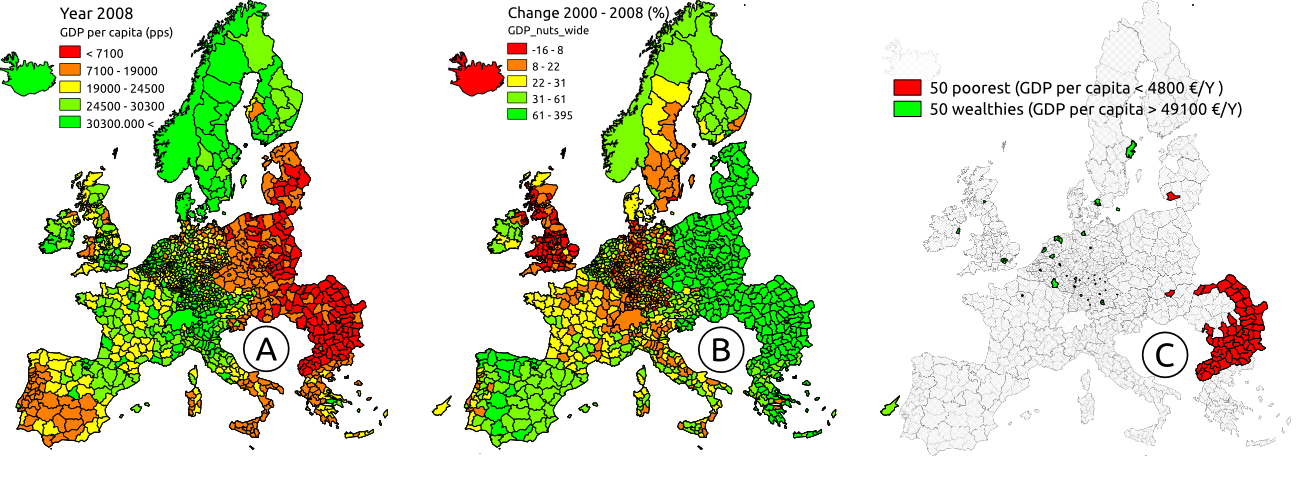 Year 2008
GDP per capita (pps)
< 7100
7100 - 19000
19000 - 24500
24500 - 30300
30300.000 <
A
Change 2000 - 2008 (%)
GDP_nuts_wide
-16 - 8
8 - 22
22 - 31
31 - 61
61 - 395
B
50 poorest (GDP per capita < 4800 €/Y )
50 wealthies (GDP per capita > 49100 €/Y)
C